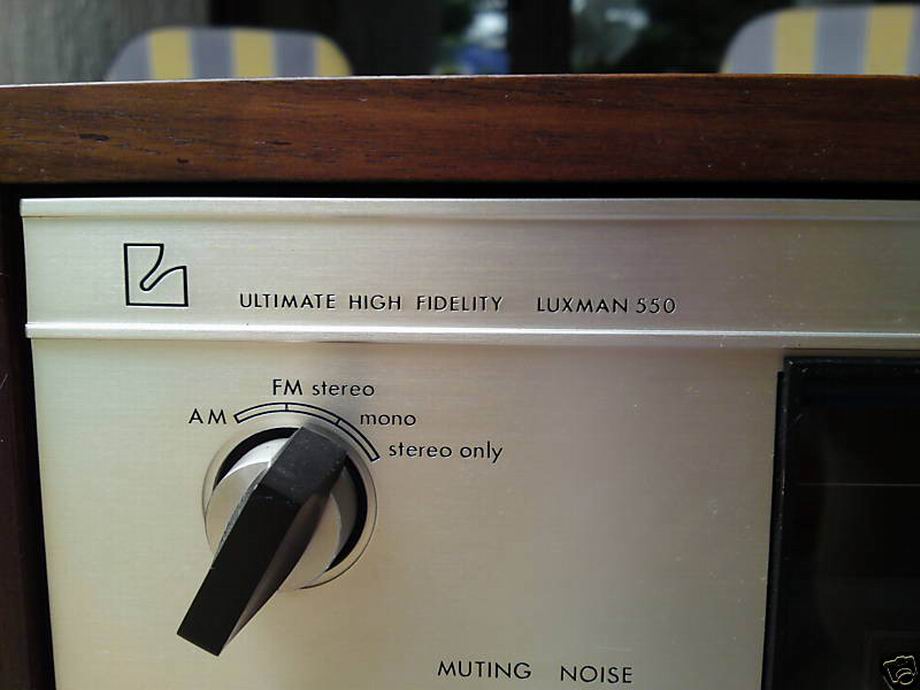 ULTIMATE HIGH FIDELITY LUXMAN 550
FM stereo
AM mono
stereo only
MUTING NOISE